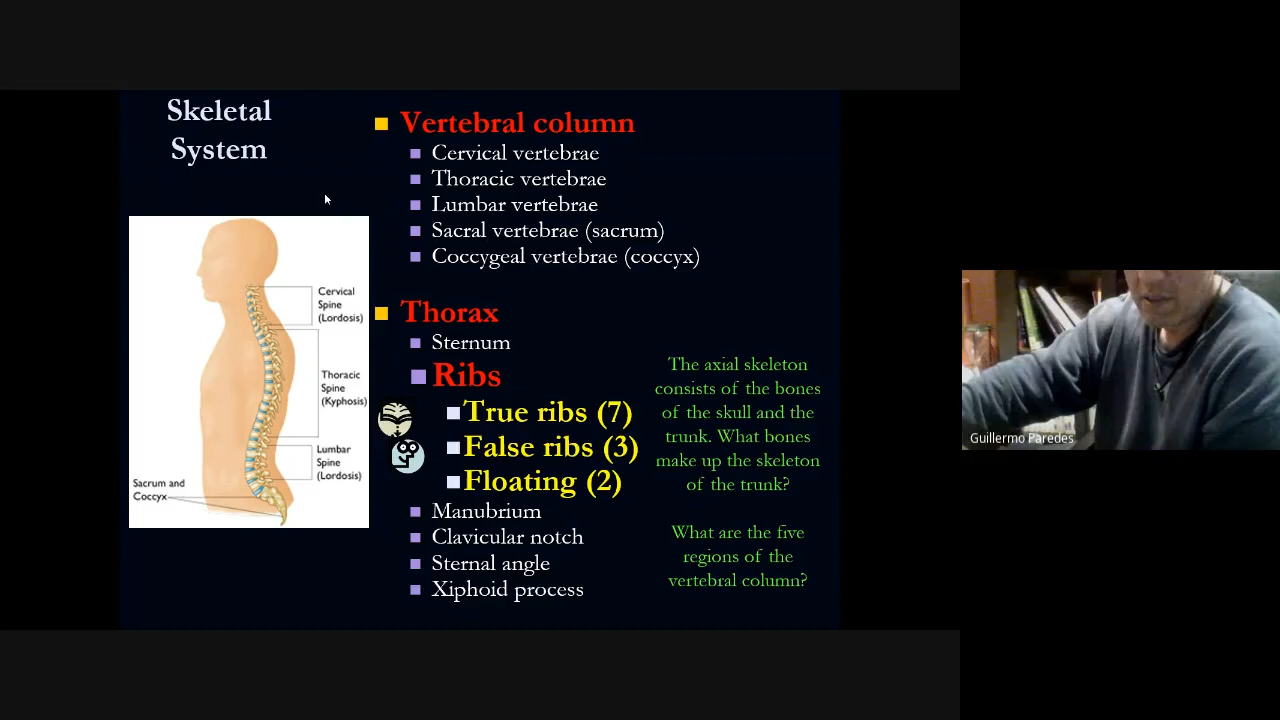 Skeletal
System
Vertebral column
Cervical vertebrae
Thoracic vertebrae
Lumbar vertebrae
Sacral vertebrae (sacrum)
Coccygeal vertebrae (coccyx)
Thorax
Sternum
Ribs
True ribs (7)
False ribs (3)
Floating (2)
Manubrium
Clavicular notch
Sternal angle
Xiphoid process
Cervical
Spine
(Lordosis)
Thoracic
Spine
(Kyphosis)
Lumbar
Spine
(Lordosis)
Sacrum and
Coccyx
The axial skeleton
consists of the bones
of the skull and the
trunk. What bones
make up the skeleton
of the trunk?
What are the five
regions of the
vertebral column?
Guillermo Paredes